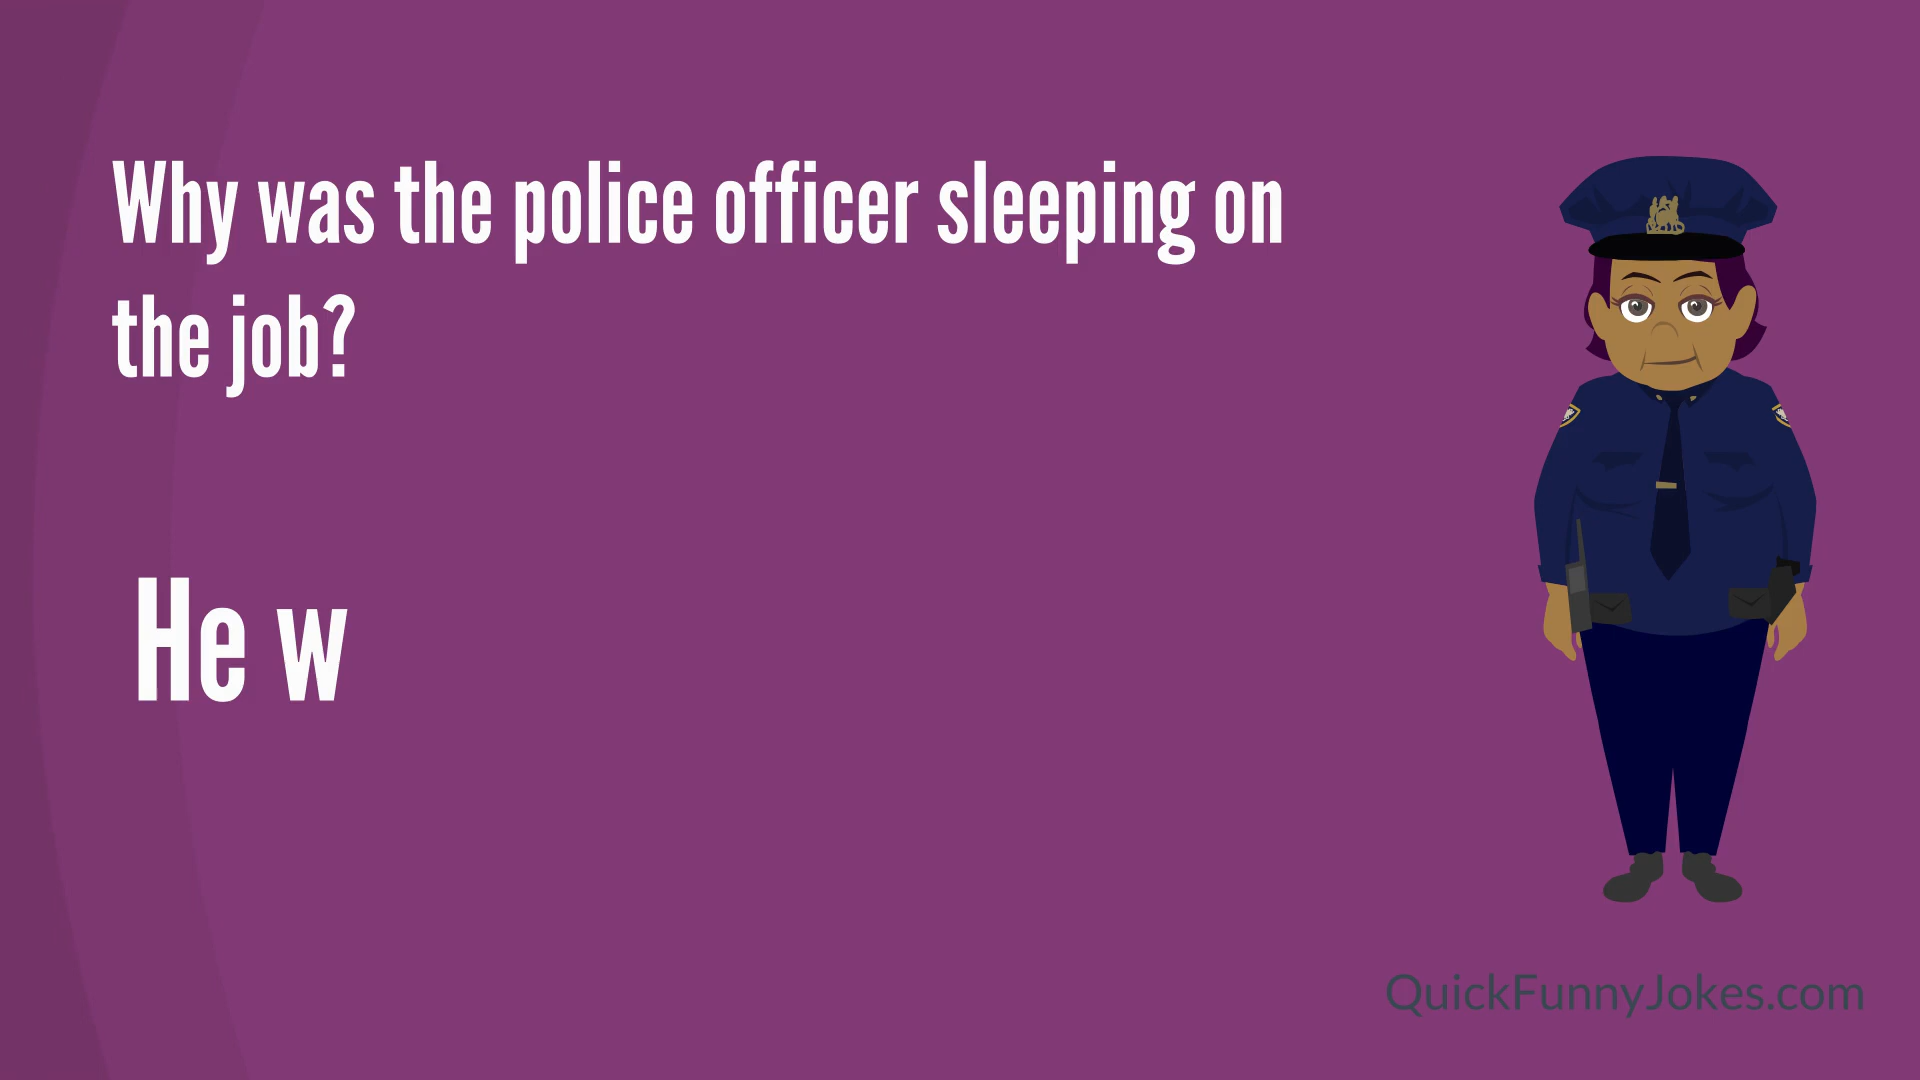 Why was the police officer sleeping on
the job?
He w
QuickFunnyJokes.com